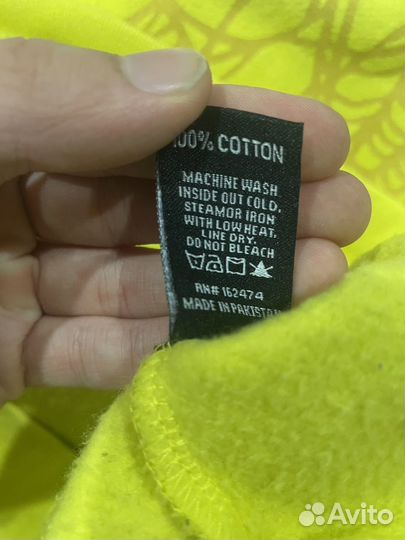 100% COTTON
MACHINE WASH
INSIDE OUT COLD,
STEAMOR IRON
WITH LOW HEAT,
LINE DRY,
DO NOT BLEACH
RN# 162474
MADE IN PAKISTAN
Avito